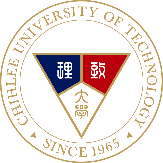 CHIHLEE UNIVERSITY OF TECHNOLOGY
理致
大學
SINCE 1965